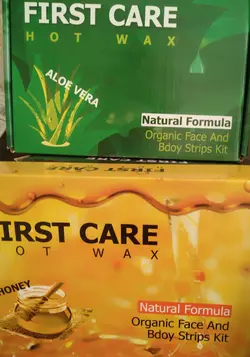 FIRST CARE
HOT WAX
ALOE VERA
Natural Formula
Organic Face And
Bdoy Strips Kit
FIRST CARE
IRST CARE
OT WAX
HONEY
Natural Formula
Organic Face And
Bdoy Strips Kit